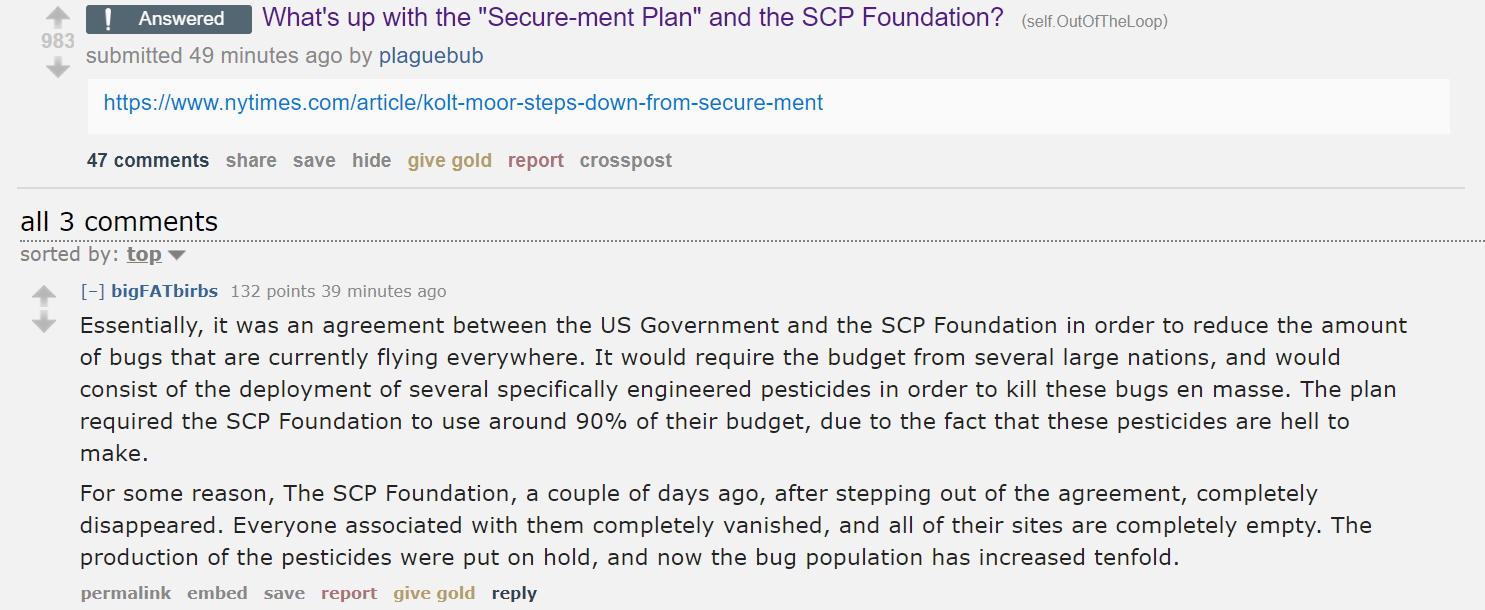 ! Answered What's up with the "Secure-ment Plan" and the SCP Foundation? (self.OutOfTheLoop)
983
submitted 49 minutes ago by plaguebub
https://www.nytimes.com/article/kolt-moor-steps-down-from-secure-ment
47 comments share save hide give gold report crosspost
all 3 comments
sorted by: top
[–] bigFATbirbs 132 points 39 minutes ago
Essentially, it was an agreement between the US Government and the SCP Foundation in order to reduce the amount
of bugs that are currently flying everywhere. It would require the budget from several large nations, and would
consist of the deployment of several specifically engineered pesticides in order to kill these bugs en masse. The plan
required the SCP Foundation to use around 90% of their budget, due to the fact that these pesticides are hell to
make.
For some reason, The SCP Foundation, a couple of days ago, after stepping out of the agreement, completely
disappeared. Everyone associated with them completely vanished, and all of their sites are completely empty. The
production of the pesticides were put on hold, and now the bug population has increased tenfold.
permalink embed save report give gold reply